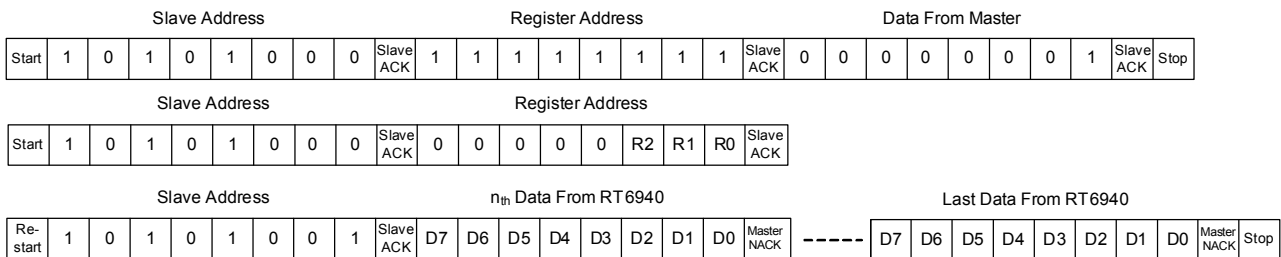 Slave Address Register Address Data From Master
Start 1 0 1 0 1 0 0 0 Slave ACK 1 1 1 1 1 1 1 1 Slave ACK 0 0 0 0 0 0 0 1 Slave ACK Stop
Slave Address Register Address
Start 1 0 1 0 1 0 0 0 Slave ACK 0 0 0 0 0 R2 R1 R0 Slave ACK
Slave Address nth Data From RT6940 Last Data From RT6940
Re-start 1 0 1 0 1 0 0 1 Slave ACK D7 D6 D5 D4 D3 D2 D1 D0 Master NACK D7 D6 D5 D4 D3 D2 D1 D0 Master NACK Stop